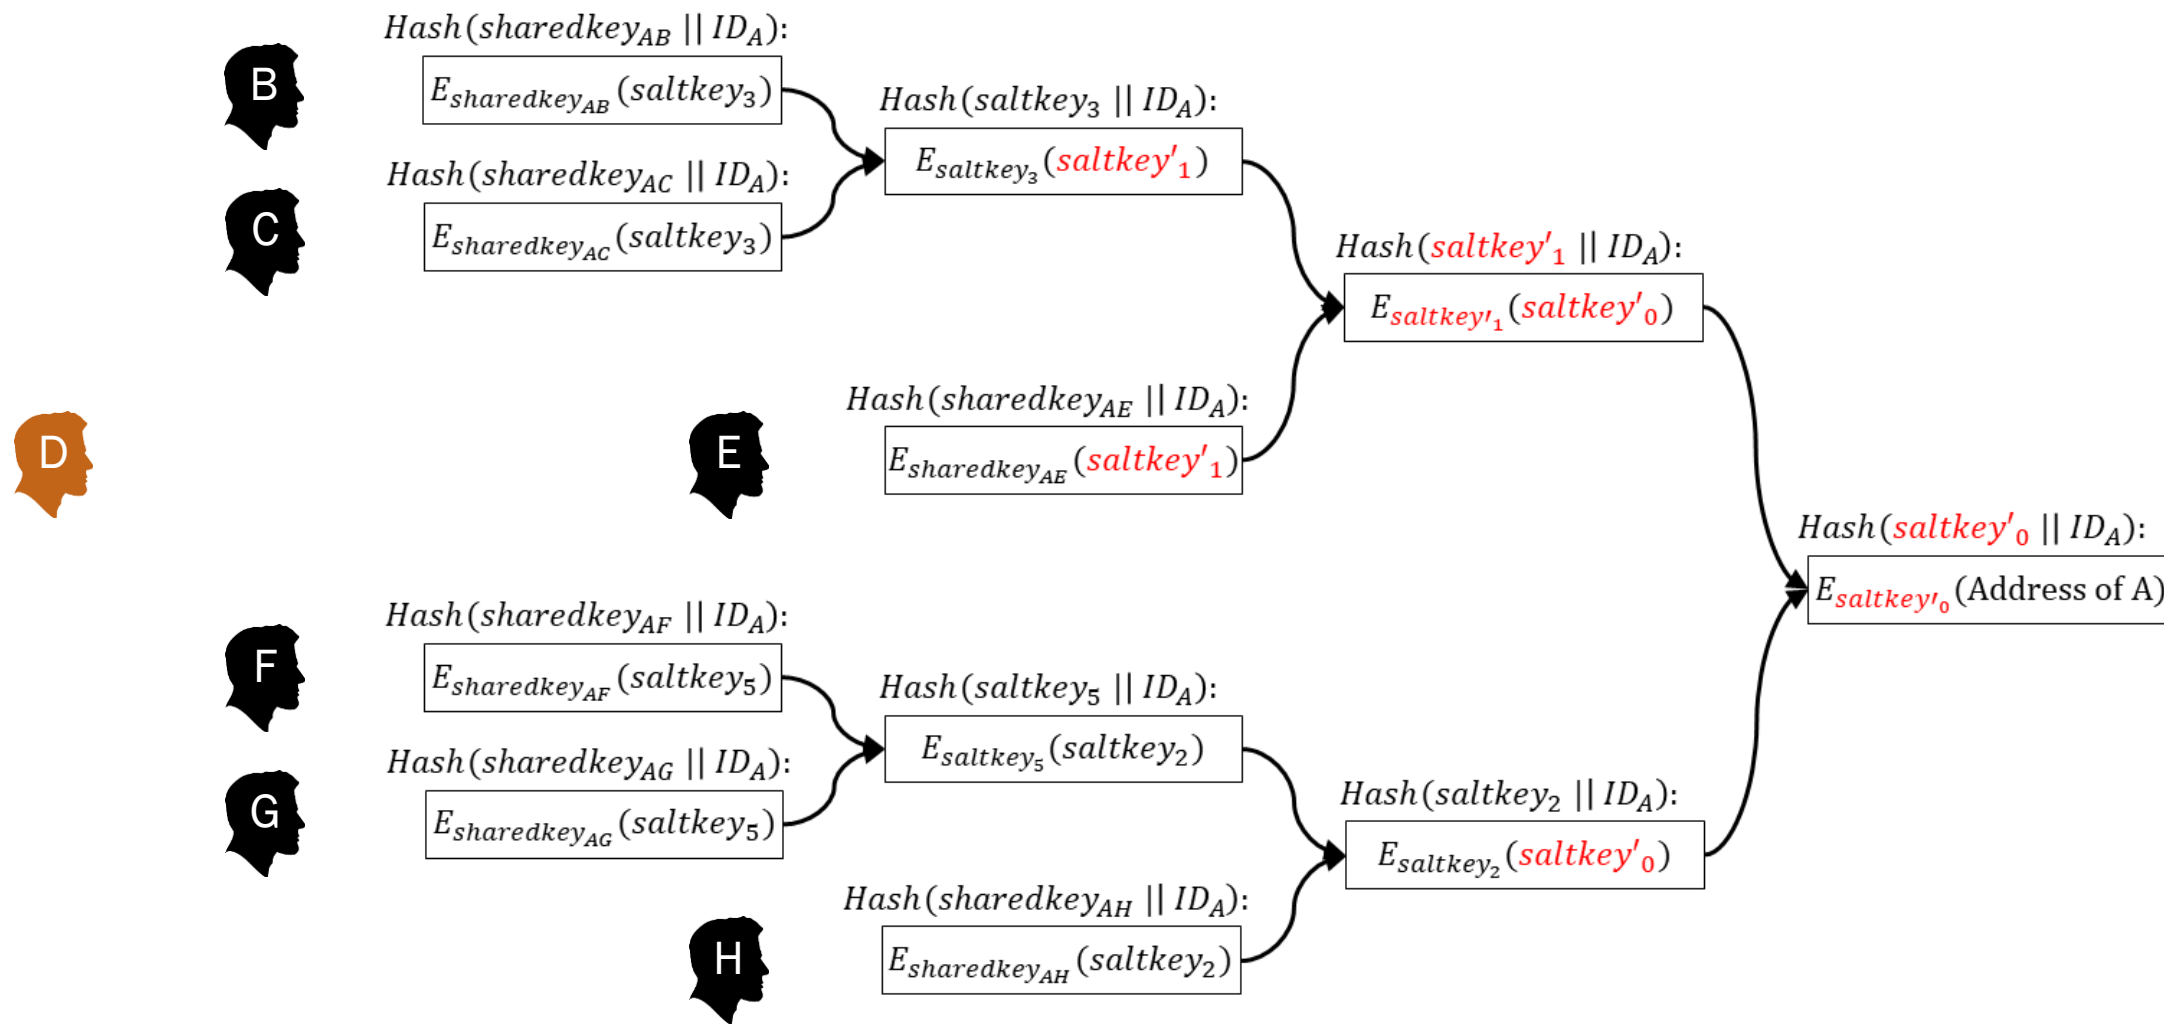 Hash(sharedkey_AB || ID_A):
B
E_sharedkey_AB(saltkey_3)
Hash(saltkey_3 || ID_A):
E_saltkey_3(saltkey'_1)
Hash(sharedkey_AC || ID_A):
C
E_sharedkey_AC(saltkey_3)
Hash(saltkey'_1 || ID_A):
E_saltkey'_1(saltkey'_0)
Hash(sharedkey_AE || ID_A):
D
E
E_sharedkey_AE(saltkey'_1)
Hash(saltkey'_0 || ID_A):
E_saltkey'_0(Address of A)
Hash(sharedkey_AF || ID_A):
F
E_sharedkey_AF(saltkey_5)
Hash(saltkey_5 || ID_A):
E_saltkey_5(saltkey_2)
Hash(sharedkey_AG || ID_A):
G
E_sharedkey_AG(saltkey_5)
Hash(saltkey_2 || ID_A):
E_saltkey_2(saltkey'_0)
Hash(sharedkey_AH || ID_A):
H
E_sharedkey_AH(saltkey_2)